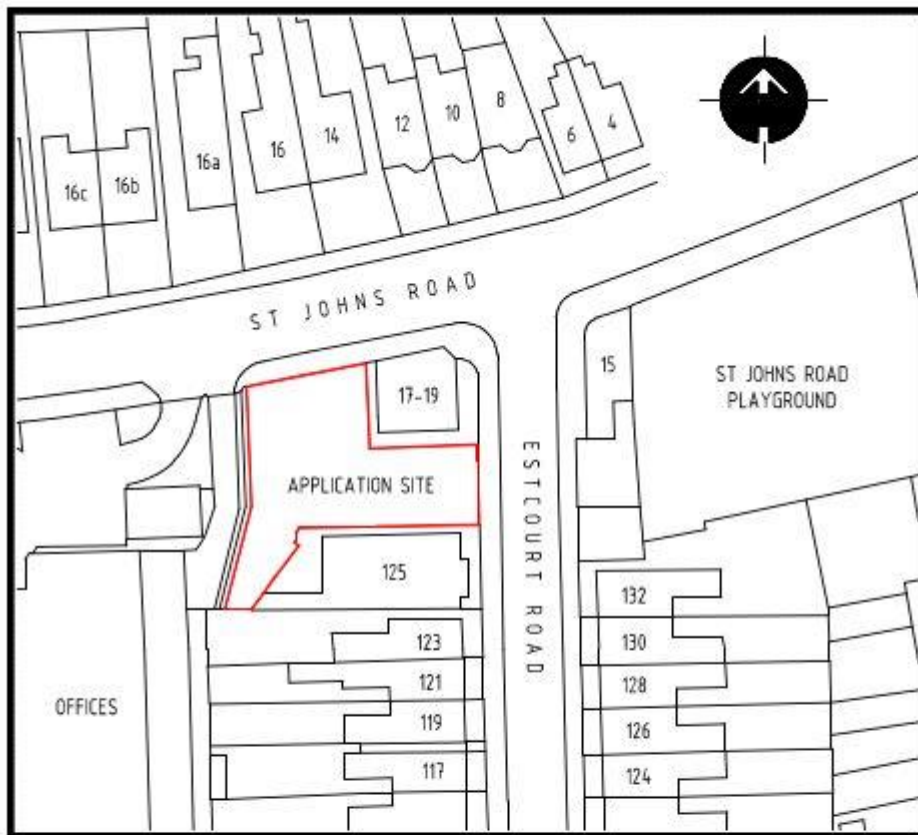 16c
16b
16a
16
14
12
10
8
6
4
ST JOHNS ROAD
17-19
15
ST JOHNS ROAD
PLAYGROUND
APPLICATION SITE
ESTCOURT ROAD
125
132
123
130
121
128
OFFICES
119
126
117
124